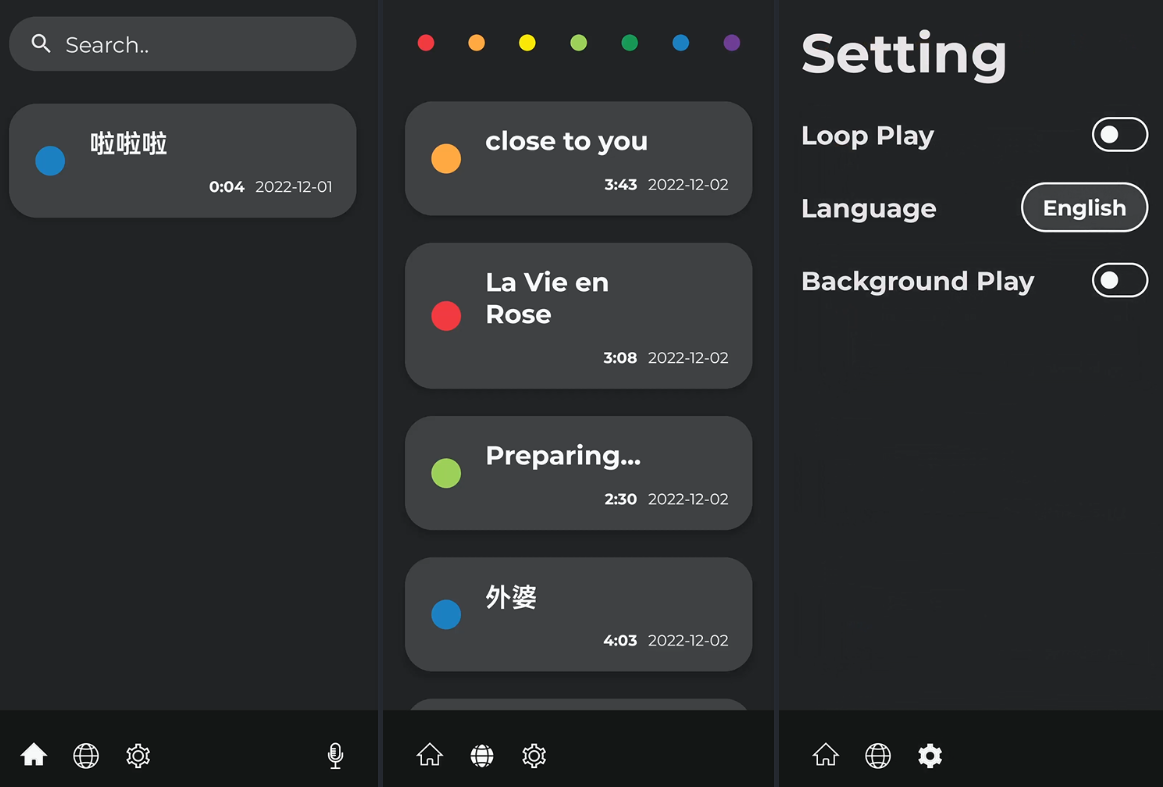 Search..
啦啦啦
0:04 2022-12-01
close to you
3:43 2022-12-02
La Vie en
Rose
3:08 2022-12-02
Preparing...
2:30 2022-12-02
外婆
4:03 2022-12-02
Setting
Loop Play
Language English
Background Play